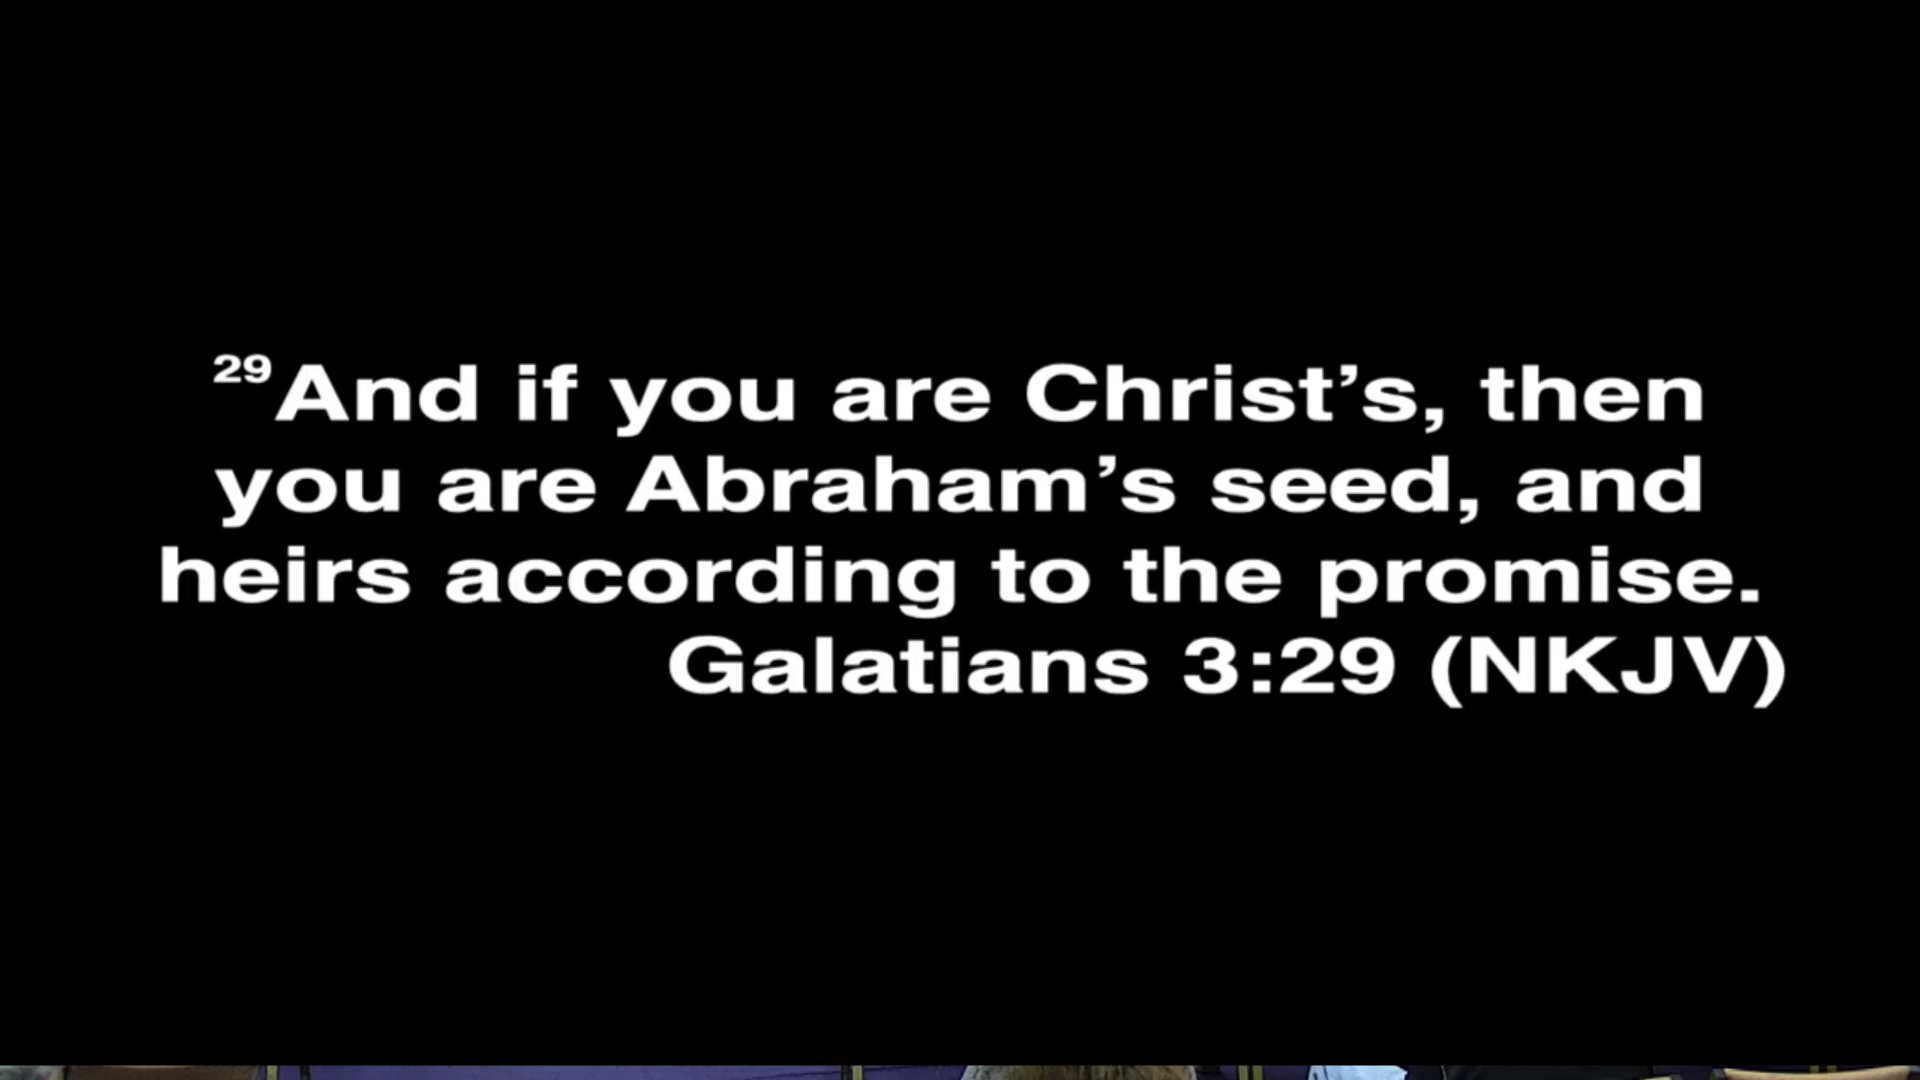 29And if you are Christ’s, then
you are Abraham’s seed, and
heirs according to the promise.
Galatians 3:29 (NKJV)